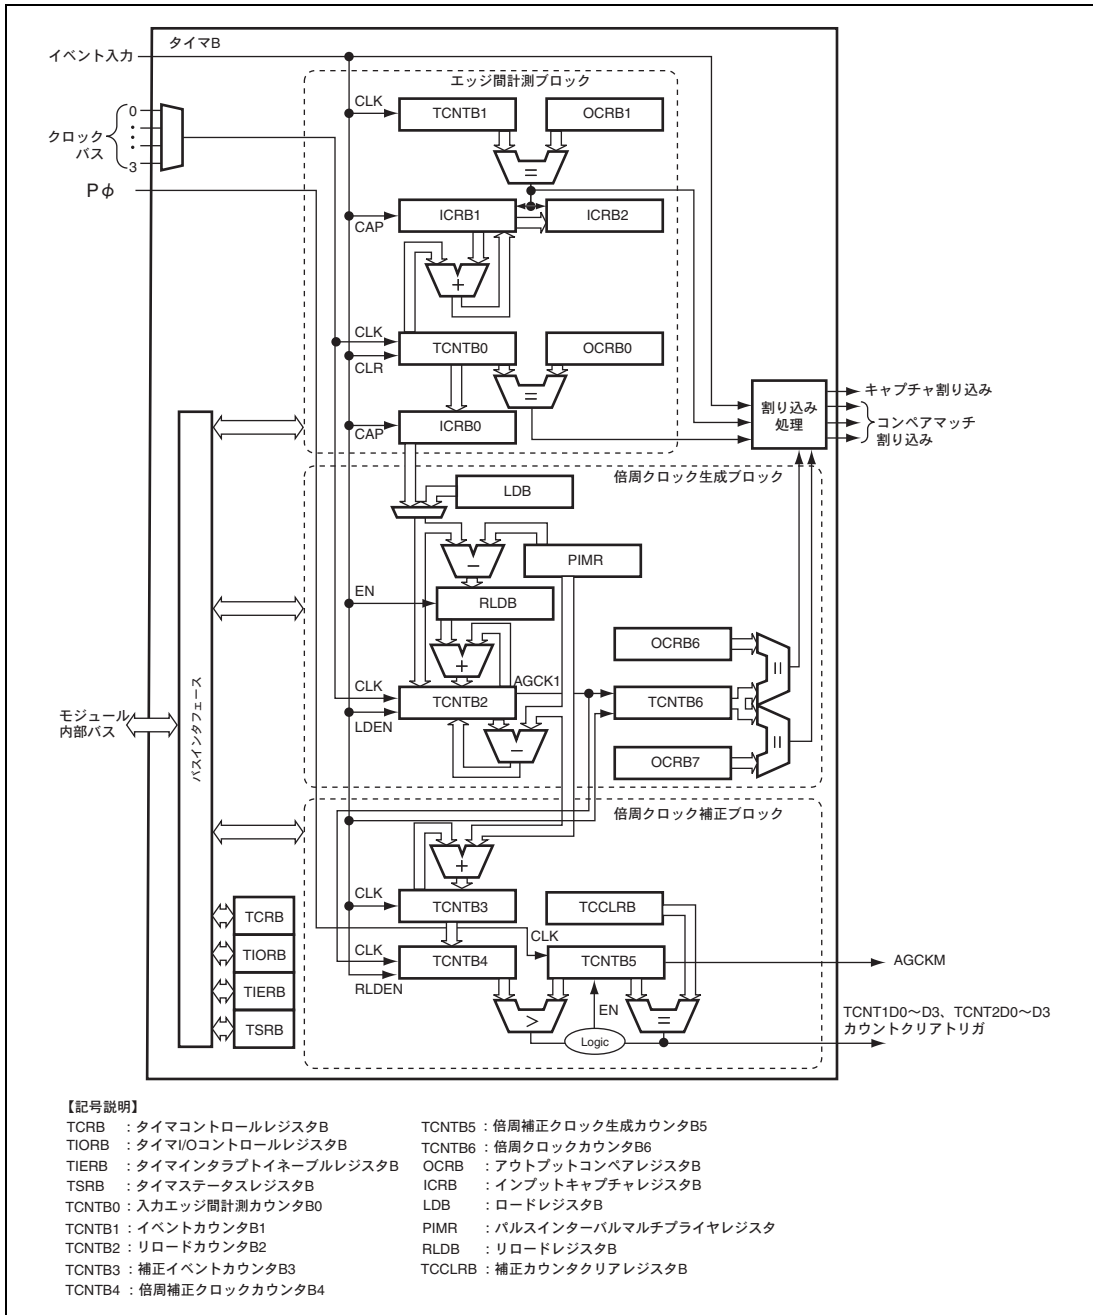 タイマB
イベント入力
エッジ間計測ブロック
CLK
TCNTB1
OCRB1
0
クロック
バス
3
=
Pφ
ICRB1
ICRB2
CAP
+
CLK
TCNTB0
OCRB0
CLR
=
キャプチャ割り込み
割り込み
処理
コンペアマッチ
割り込み
ICRB0
CAP
倍周クロック生成ブロック
LDB
PIMR
−
EN
RLDB
OCRB6
+
=
AGCK1
CLK
TCNTB2
TCNTB6
LDEN
モジュール
内部バス
バスインタフェース
−
=
OCRB7
倍周クロック補正ブロック
+
CLK
TCNTB3
TCCLRB
TCRB
CLK
CLK
TIORB
TCNTB4
TCNTB5
AGCKM
RLDEN
TIERB
EN
>
=
TCNT1D0〜D3、TCNT2D0〜D3
カウントクリアトリガ
TSRB
Logic
【記号説明】
TCRB :タイマコントロールレジスタB
TIORB :タイマI/OコントロールレジスタB
TIERB :タイマインタラプトイネーブルレジスタB
TSRB :タイマステータスレジスタB
TCNTB0 :入力エッジ間計測カウンタB0
TCNTB1 :イベントカウンタB1
TCNTB2 :リロードカウンタB2
TCNTB3 :補正イベントカウンタB3
TCNTB4 :倍周補正クロックカウンタB4
TCNTB5 :倍周補正クロック生成カウンタB5
TCNTB6 :倍周クロックカウンタB6
OCRB :アウトプットコンペアレジスタB
ICRB :インプットキャプチャレジスタB
LDB :ロードレジスタB
PIMR :パルスインターバルマルチプライヤレジスタ
RLDB :リロードレジスタB
TCCLRB :補正カウンタクリアレジスタB